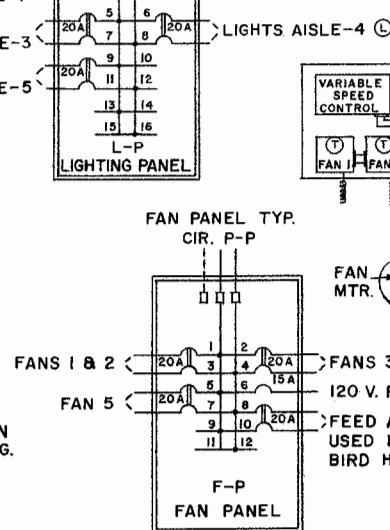 5 6
20A 20A
E-3 7 8 LIGHTS AISLE-4 L
9 10
20A
E-5 11 12
13 14
15 16
L-P
LIGHTING PANEL
VARIABLE
SPEED
CONTROL
T T
FAN 1 FAN
FAN PANEL TYP.
CIR. P-P
FAN
MTR.
1 2
FANS 1 & 2 20A 3 4 20A FANS 3
15A
5 6 120 V.
FAN 5 20A 7 8
FEED
9 10 20A USED
G. 11 12 BIRD
F-P
FAN PANEL